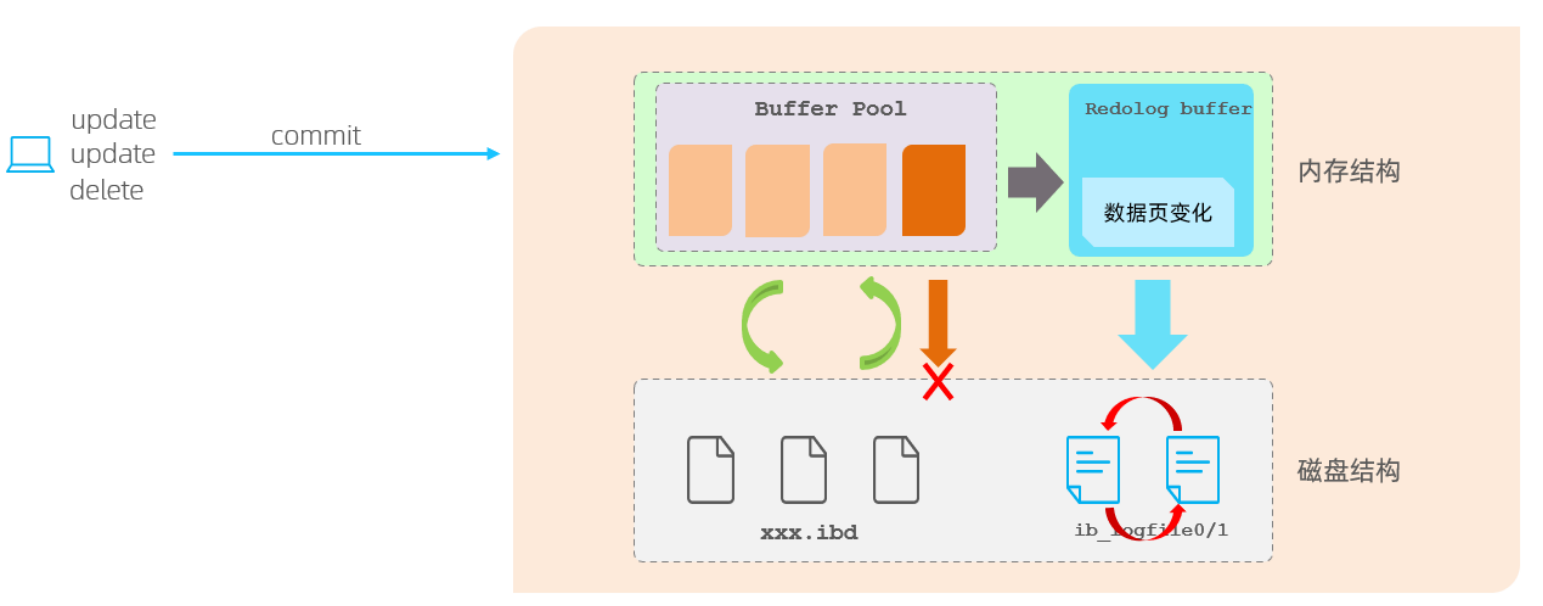 update
update
delete
commit
Buffer Pool
Redolog buffer
数据页变化
内存结构
xxx.ibd
ib_logfile0/1
磁盘结构